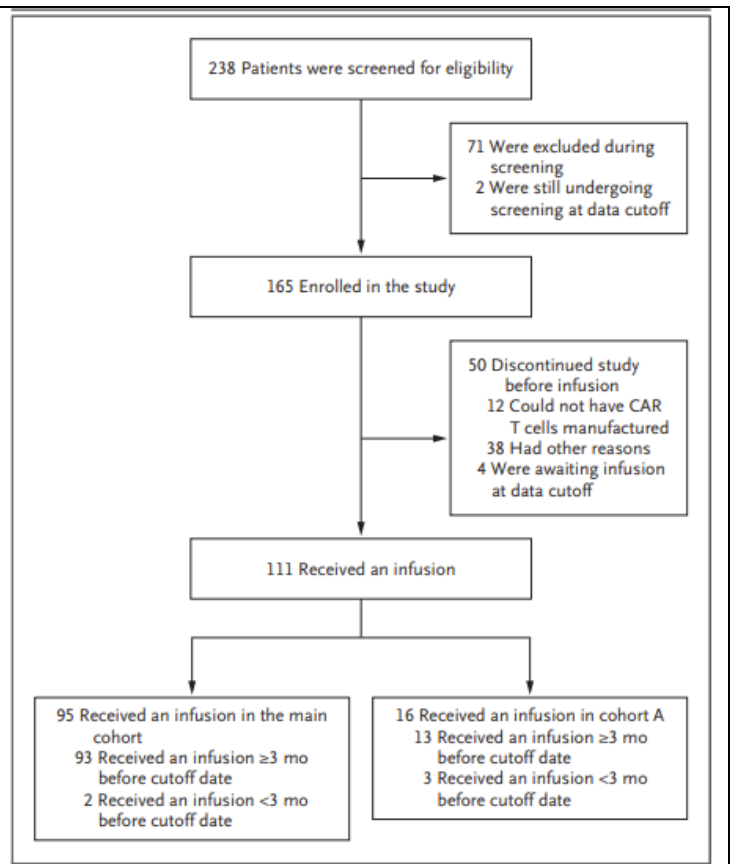 238 Patients were screened for eligibility
71 Were excluded during
screening
2 Were still undergoing
screening at data cutoff
165 Enrolled in the study
50 Discontinued study
before infusion
12 Could not have CAR
T cells manufactured
38 Had other reasons
4 Were awaiting infusion
at data cutoff
111 Received an infusion
95 Received an infusion in the main
cohort
93 Received an infusion ≥3 mo
before cutoff date
2 Received an infusion <3 mo
before cutoff date
16 Received an infusion in cohort A
13 Received an infusion ≥3 mo
before cutoff date
3 Received an infusion <3 mo
before cutoff date